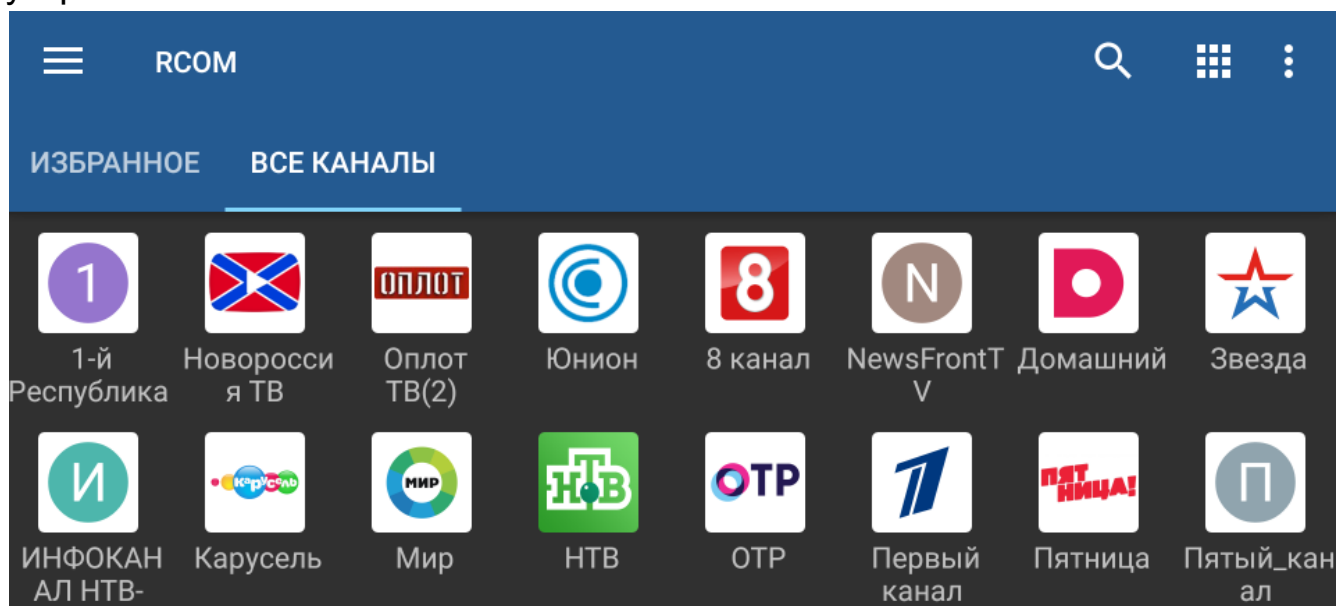 RCOM
ИЗБРАННОЕ ВСЕ КАНАЛЫ
1 ОПЛОТ 8 N
1-й Новоросси Оплот Юнион 8 канал NewsFrontT Домашний Звезда
Республика я ТВ ТВ(2) V
И Карусель МИР НТВ ОТР 1 ПЯТНИЦА! П
ИНФОКАН Карусель Мир НТВ ОТР Первый Пятница Пятый_кан
АЛ НТВ- канал ал